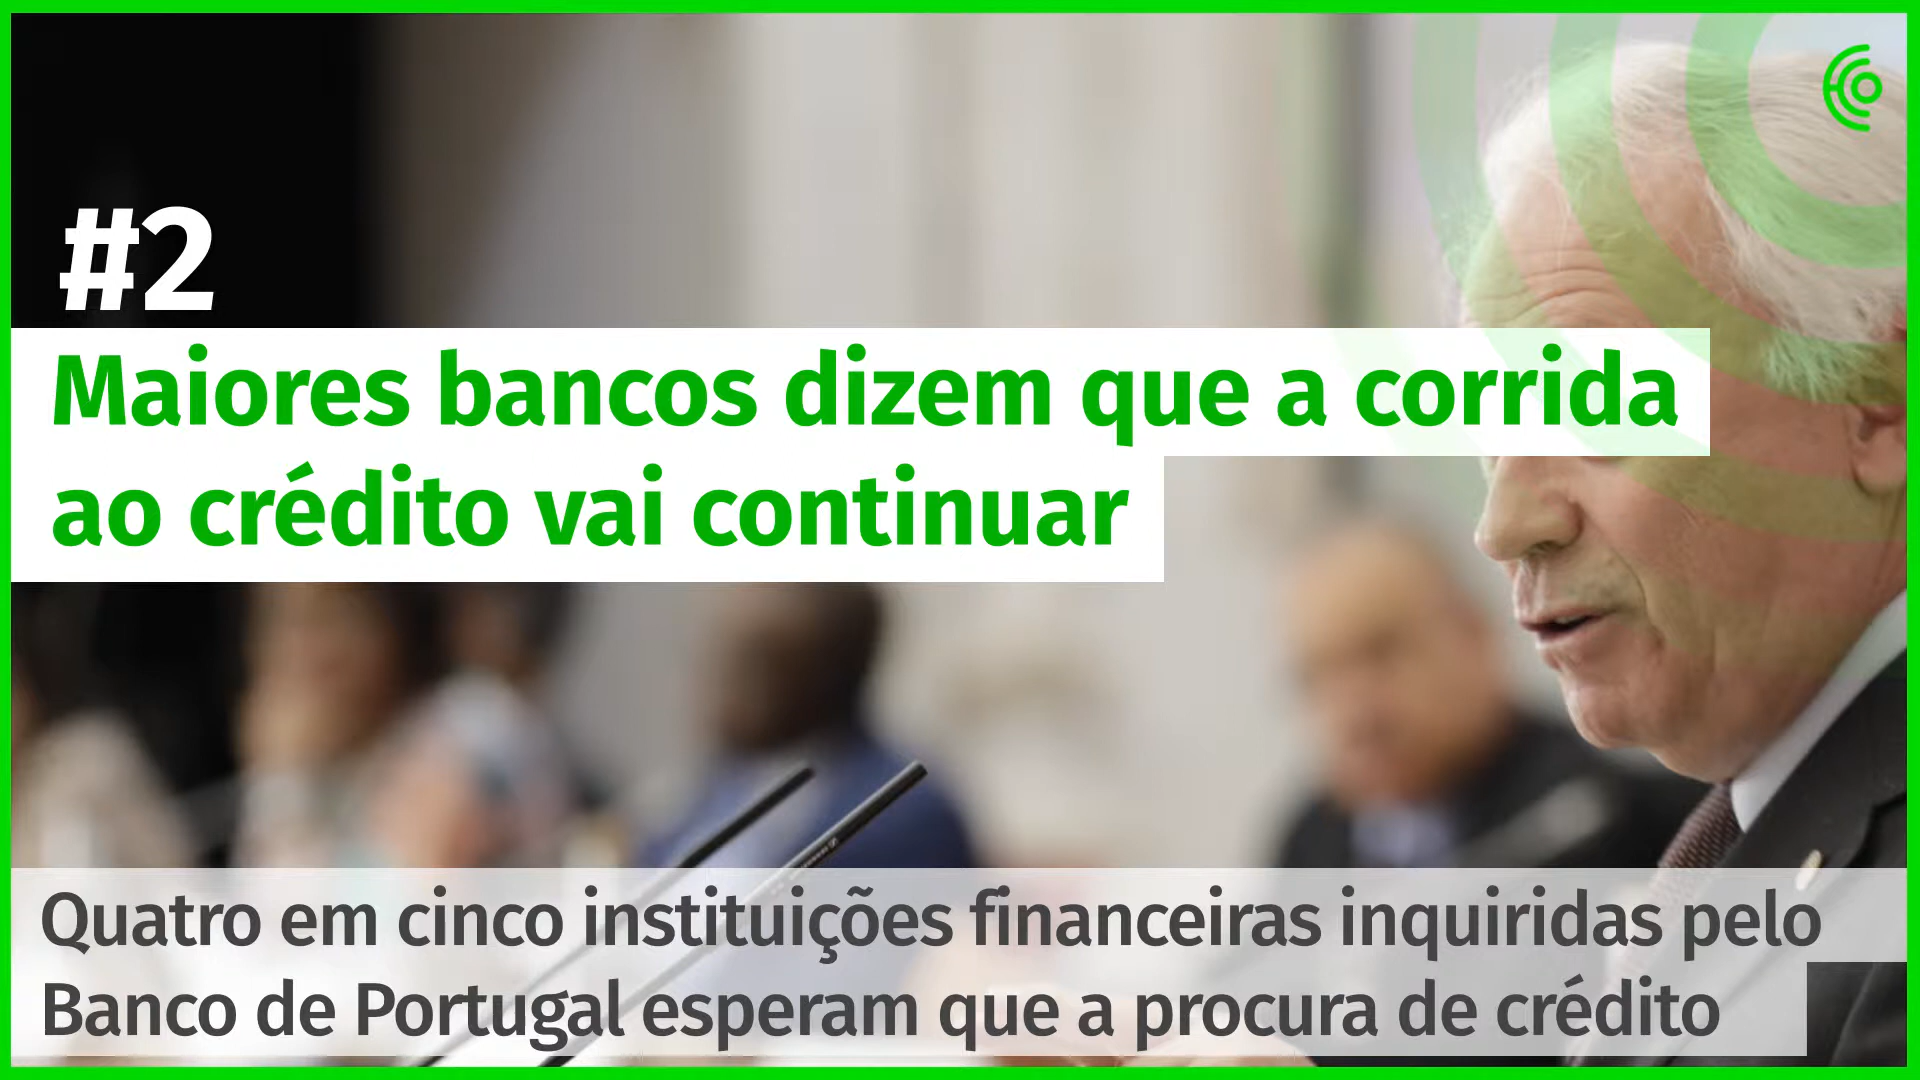 #2
Maiores bancos dizem que a corrida
ao crédito vai continuar
Quatro em cinco instituições financeiras inquiridas pelo
Banco de Portugal esperam que a procura de crédito